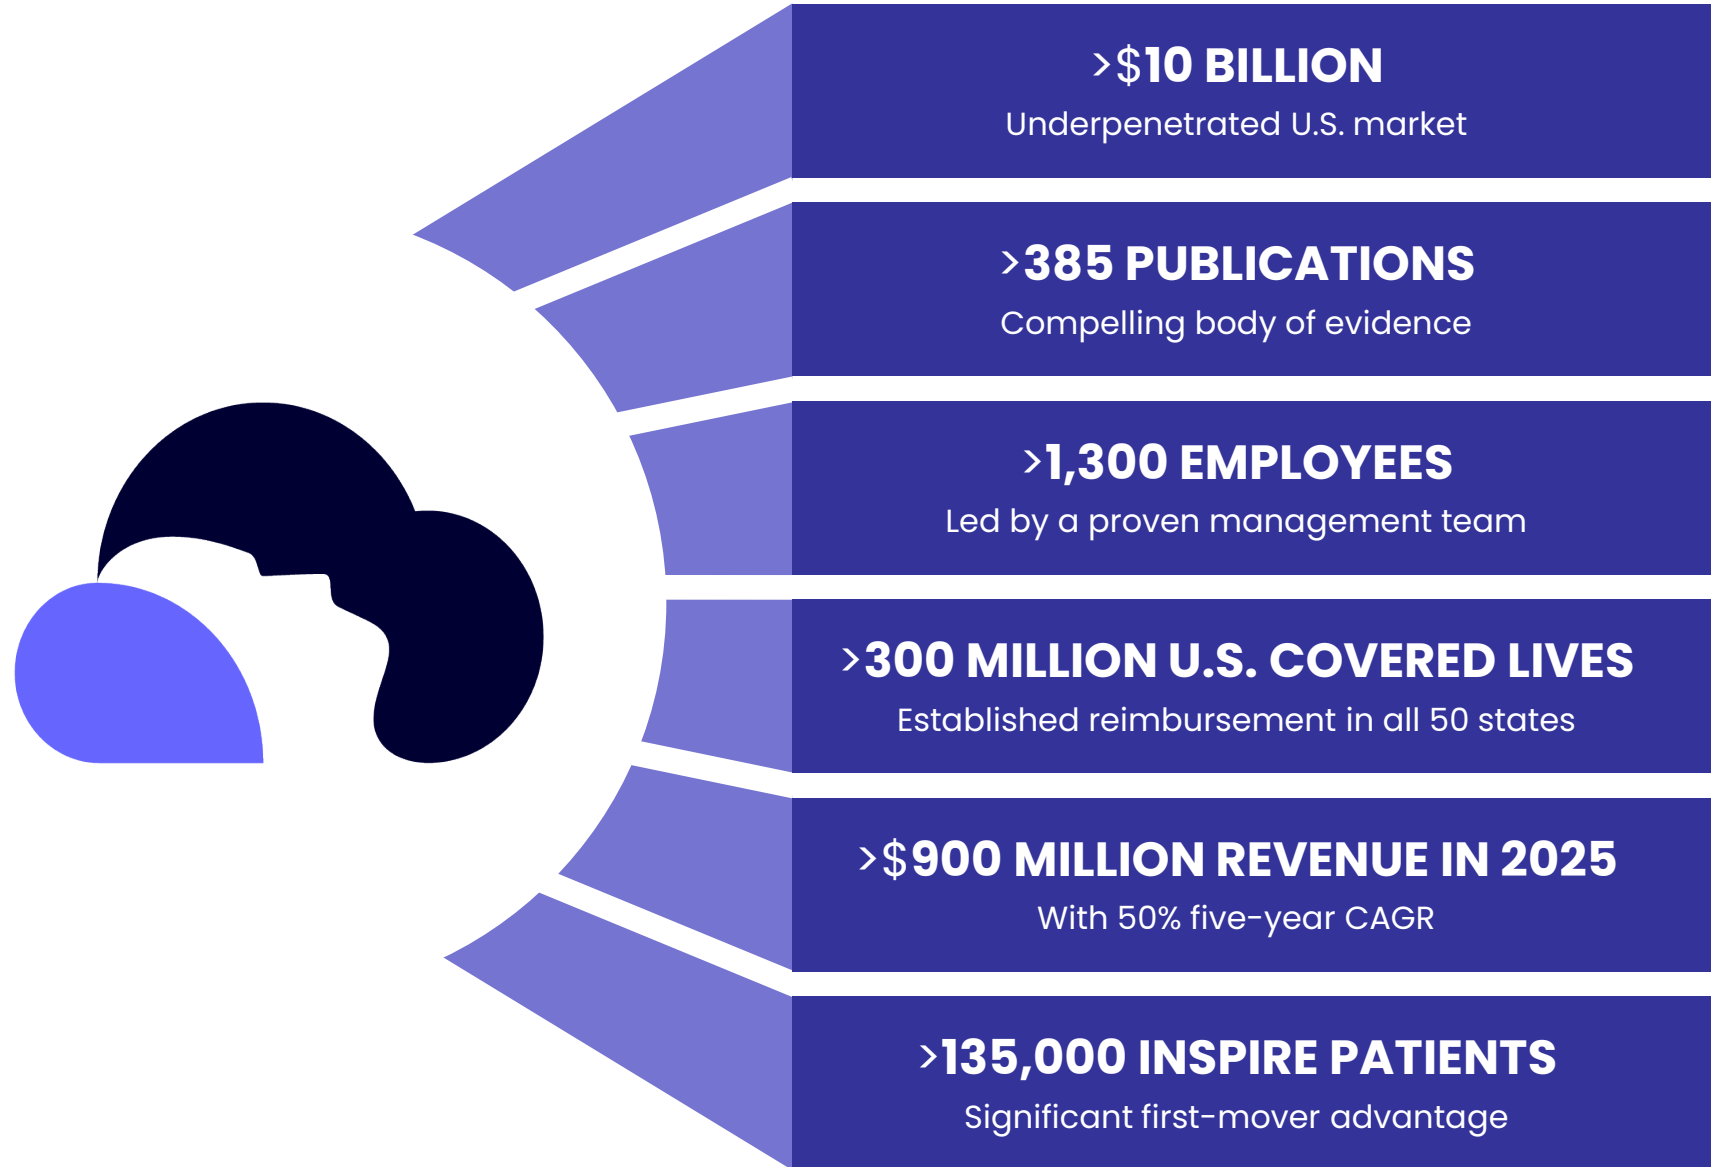 >$10 BILLION
Underpenetrated U.S. market
>385 PUBLICATIONS
Compelling body of evidence
>1,300 EMPLOYEES
Led by a proven management team
>300 MILLION U.S. COVERED LIVES
Established reimbursement in all 50 states
>$900 MILLION REVENUE IN 2025
With 50% five-year CAGR
>135,000 INSPIRE PATIENTS
Significant first-mover advantage